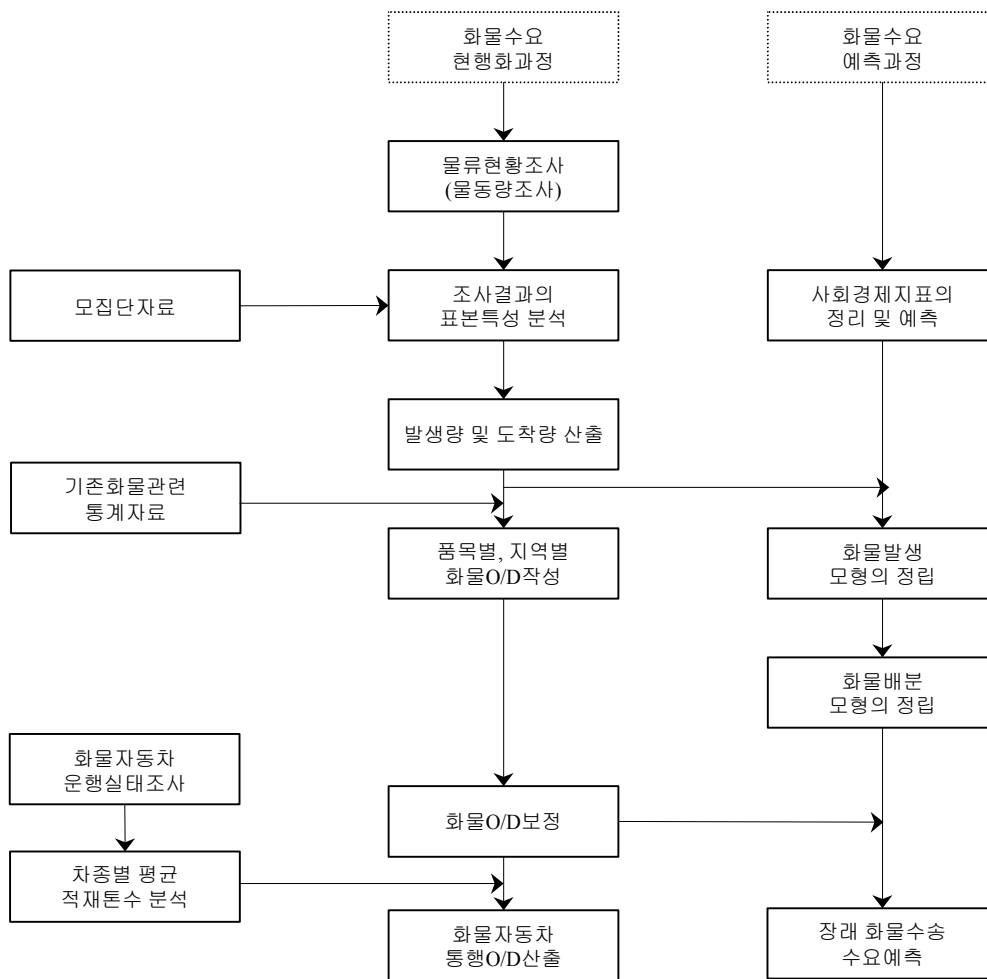 화물수요
현행화과정
화물수요
예측과정
물류현황조사
(물동량조사)
모집단자료
조사결과의
표본특성 분석
사회경제지표의
정리 및 예측
발생량 및 도착량 산출
기존화물관련
통계자료
품목별, 지역별
화물O/D작성
화물발생
모형의 정립
화물배분
모형의 정립
화물자동차
운행실태조사
화물O/D보정
차종별 평균
적재톤수 분석
화물자동차
통행O/D산출
장래 화물수송
수요예측